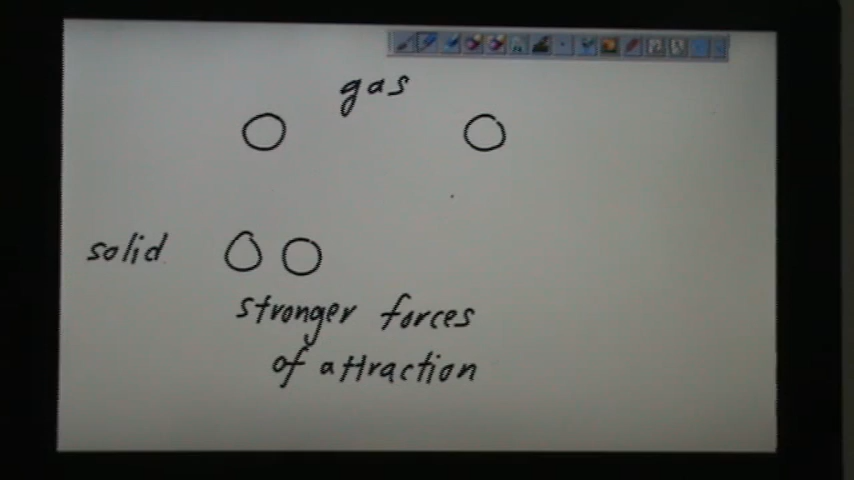 gas
solid
stronger forces
of attraction